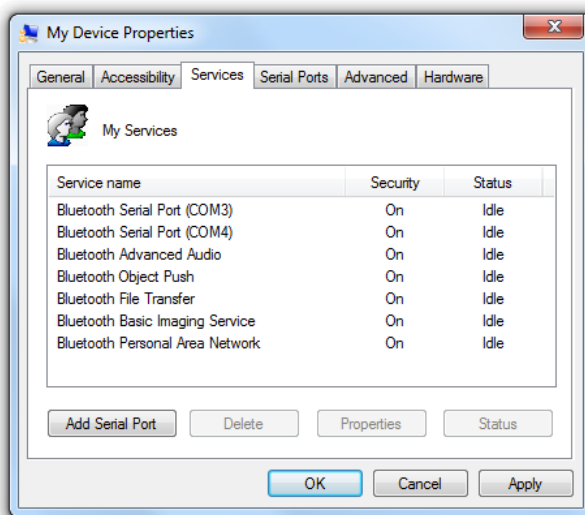 My Device Properties
General Accessibility Services Serial Ports Advanced Hardware
My Services
Service name Security Status
Bluetooth Serial Port (COM3) On Idle
Bluetooth Serial Port (COM4) On Idle
Bluetooth Advanced Audio On Idle
Bluetooth Object Push On Idle
Bluetooth File Transfer On Idle
Bluetooth Basic Imaging Service On Idle
Bluetooth Personal Area Network On Idle
Add Serial Port Delete Properties Status
OK Cancel Apply